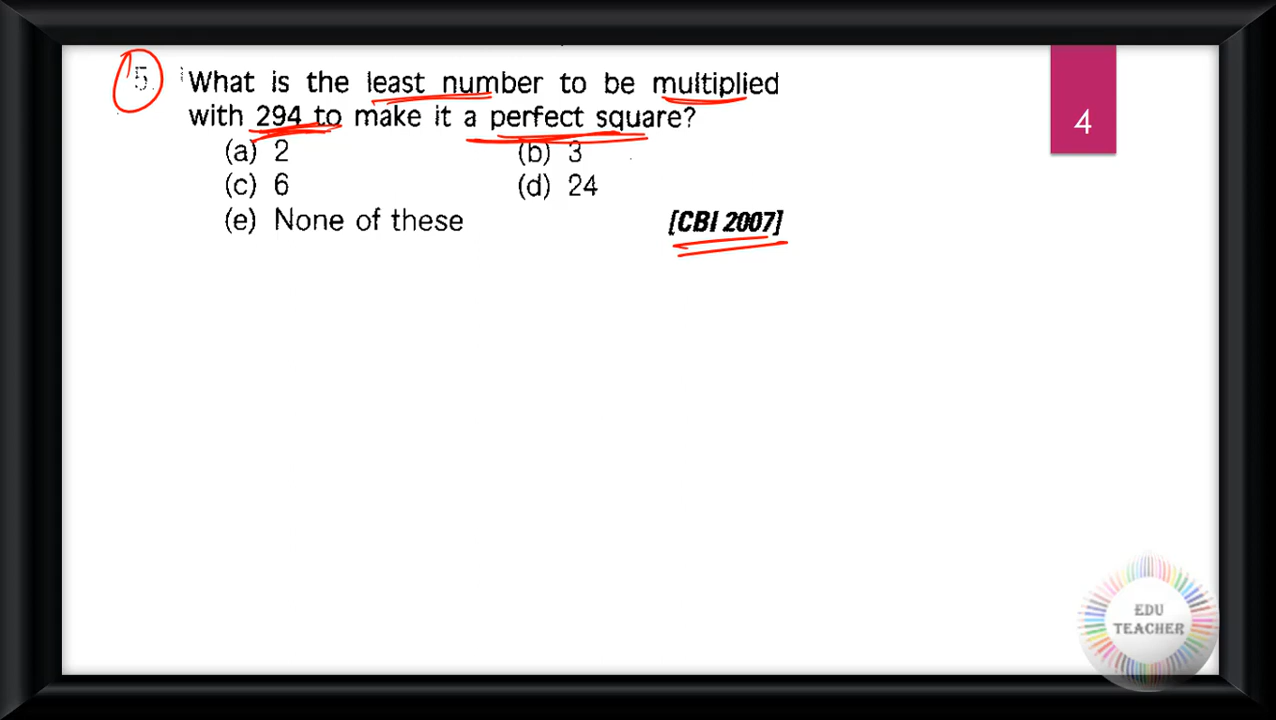 5. What is the least number to be multiplied
4
with 294 to make it a perfect square?
(a) 2 (b) 3
(c) 6 (d) 24
(e) None of these [CBI 2007]
EDU
TEACHER